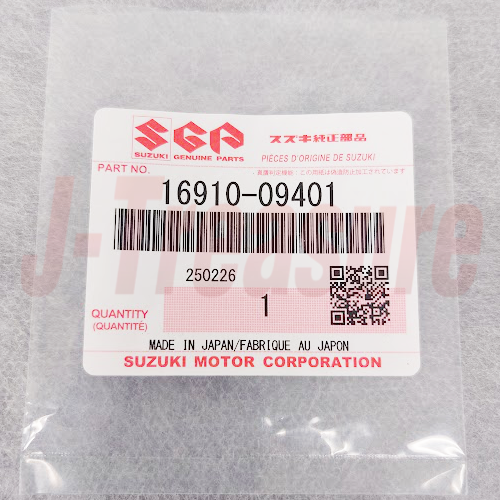 SGP
スズキ純正部品
SUZUKI GENUINE PARTS
PIÈCES D'ORIGINE DE SUZUKI
PART NO.
16910-09401
250226
QUANTITY
(QUANTITÉ)
1
MADE IN JAPAN/FABRIQUE AU JAPON
SUZUKI MOTOR CORPORATION
J-Treasure